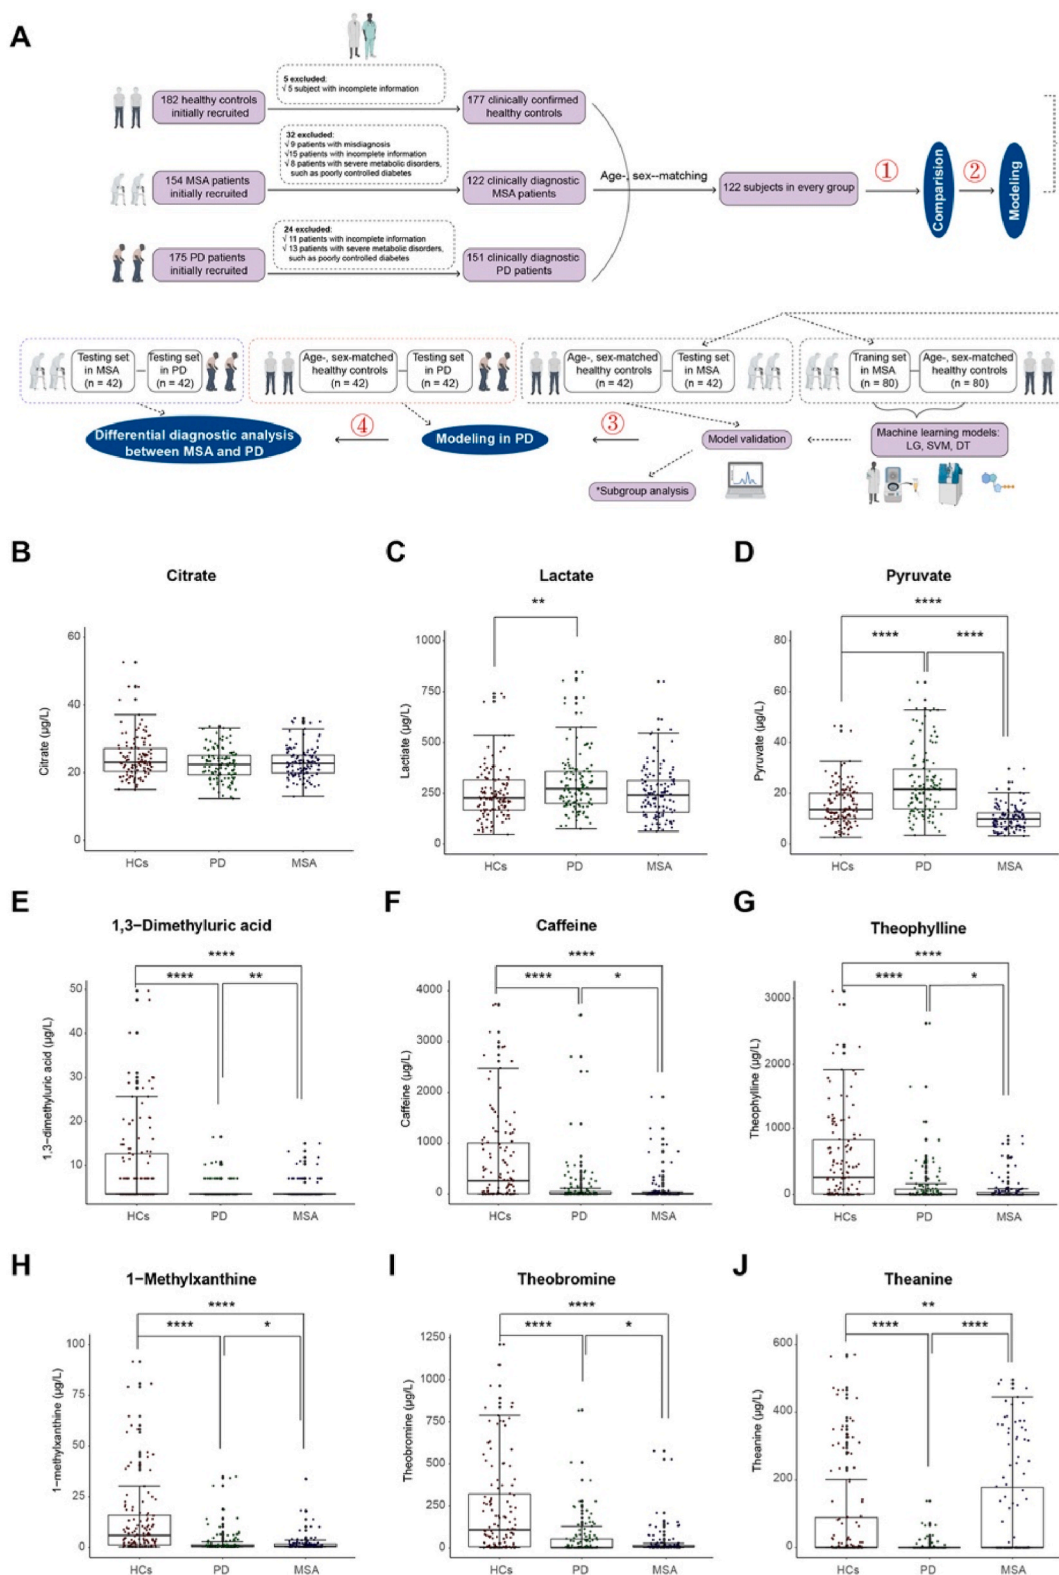 A
5 excluded:
√ 5 subject with incomplete information
182 healthy controls
initially recruited
177 clinically confirmed
healthy controls
32 excluded:
√ 9 patients with misdiagnosis
√15 patients with incomplete information
√ 8 patients with severe metabolic disorders,
such as poorly controlled diabetes
154 MSA patients
initially recruited
122 clinically diagnostic
MSA patients
Age-, sex--matching
122 subjects in every group
①
Comparision
②
Modeling
24 excluded:
√ 11 patients with incomplete information
√ 13 patients with severe metabolic disorders,
such as poorly controlled diabetes
175 PD patients
initially recruited
151 clinically diagnostic
PD patients
Testing set
in MSA
(n = 42)
Testing set
in PD
(n = 42)
Age-, sex-matched
healthy controls
(n = 42)
Testing set
in PD
(n = 42)
Age-, sex-matched
healthy controls
(n = 42)
Testing set
in MSA
(n = 42)
Traning set
in MSA
(n = 80)
Age-, sex-matched
healthy controls
(n = 80)
Differential diagnostic analysis
between MSA and PD
④
Modeling in PD
③
Model validation
Machine learning models:
LG, SVM, DT
*Subgroup analysis
B
Citrate
60
40
20
0
Citrate (µg/L)
HCs PD MSA
C
Lactate
**
1000
750
500
250
0
Lactiate (µg/L)
HCs PD MSA
D
Pyruvate
****
**** ****
80
60
40
20
0
Pyruvate (µg/L)
HCs PD MSA
E
1,3−Dimethyluric acid
****
**** **
50
40
30
20
10
1,3−dimethyluric acid (µg/L)
HCs PD MSA
F
Caffeine
****
**** *
4000
3000
2000
1000
0
Caffeine (µg/L)
HCs PD MSA
G
Theophylline
****
**** *
3000
2000
1000
0
Theophylline (µg/L)
HCs PD MSA
H
1−Methylxanthine
****
**** *
100
75
50
25
0
1−methylxanthine (µg/L)
HCs PD MSA
I
Theobromine
****
**** *
1250
1000
750
500
250
0
Theobromine (µg/L)
HCs PD MSA
J
Theanine
**
**** ****
600
400
200
0
Theanine (µg/L)
HCs PD MSA